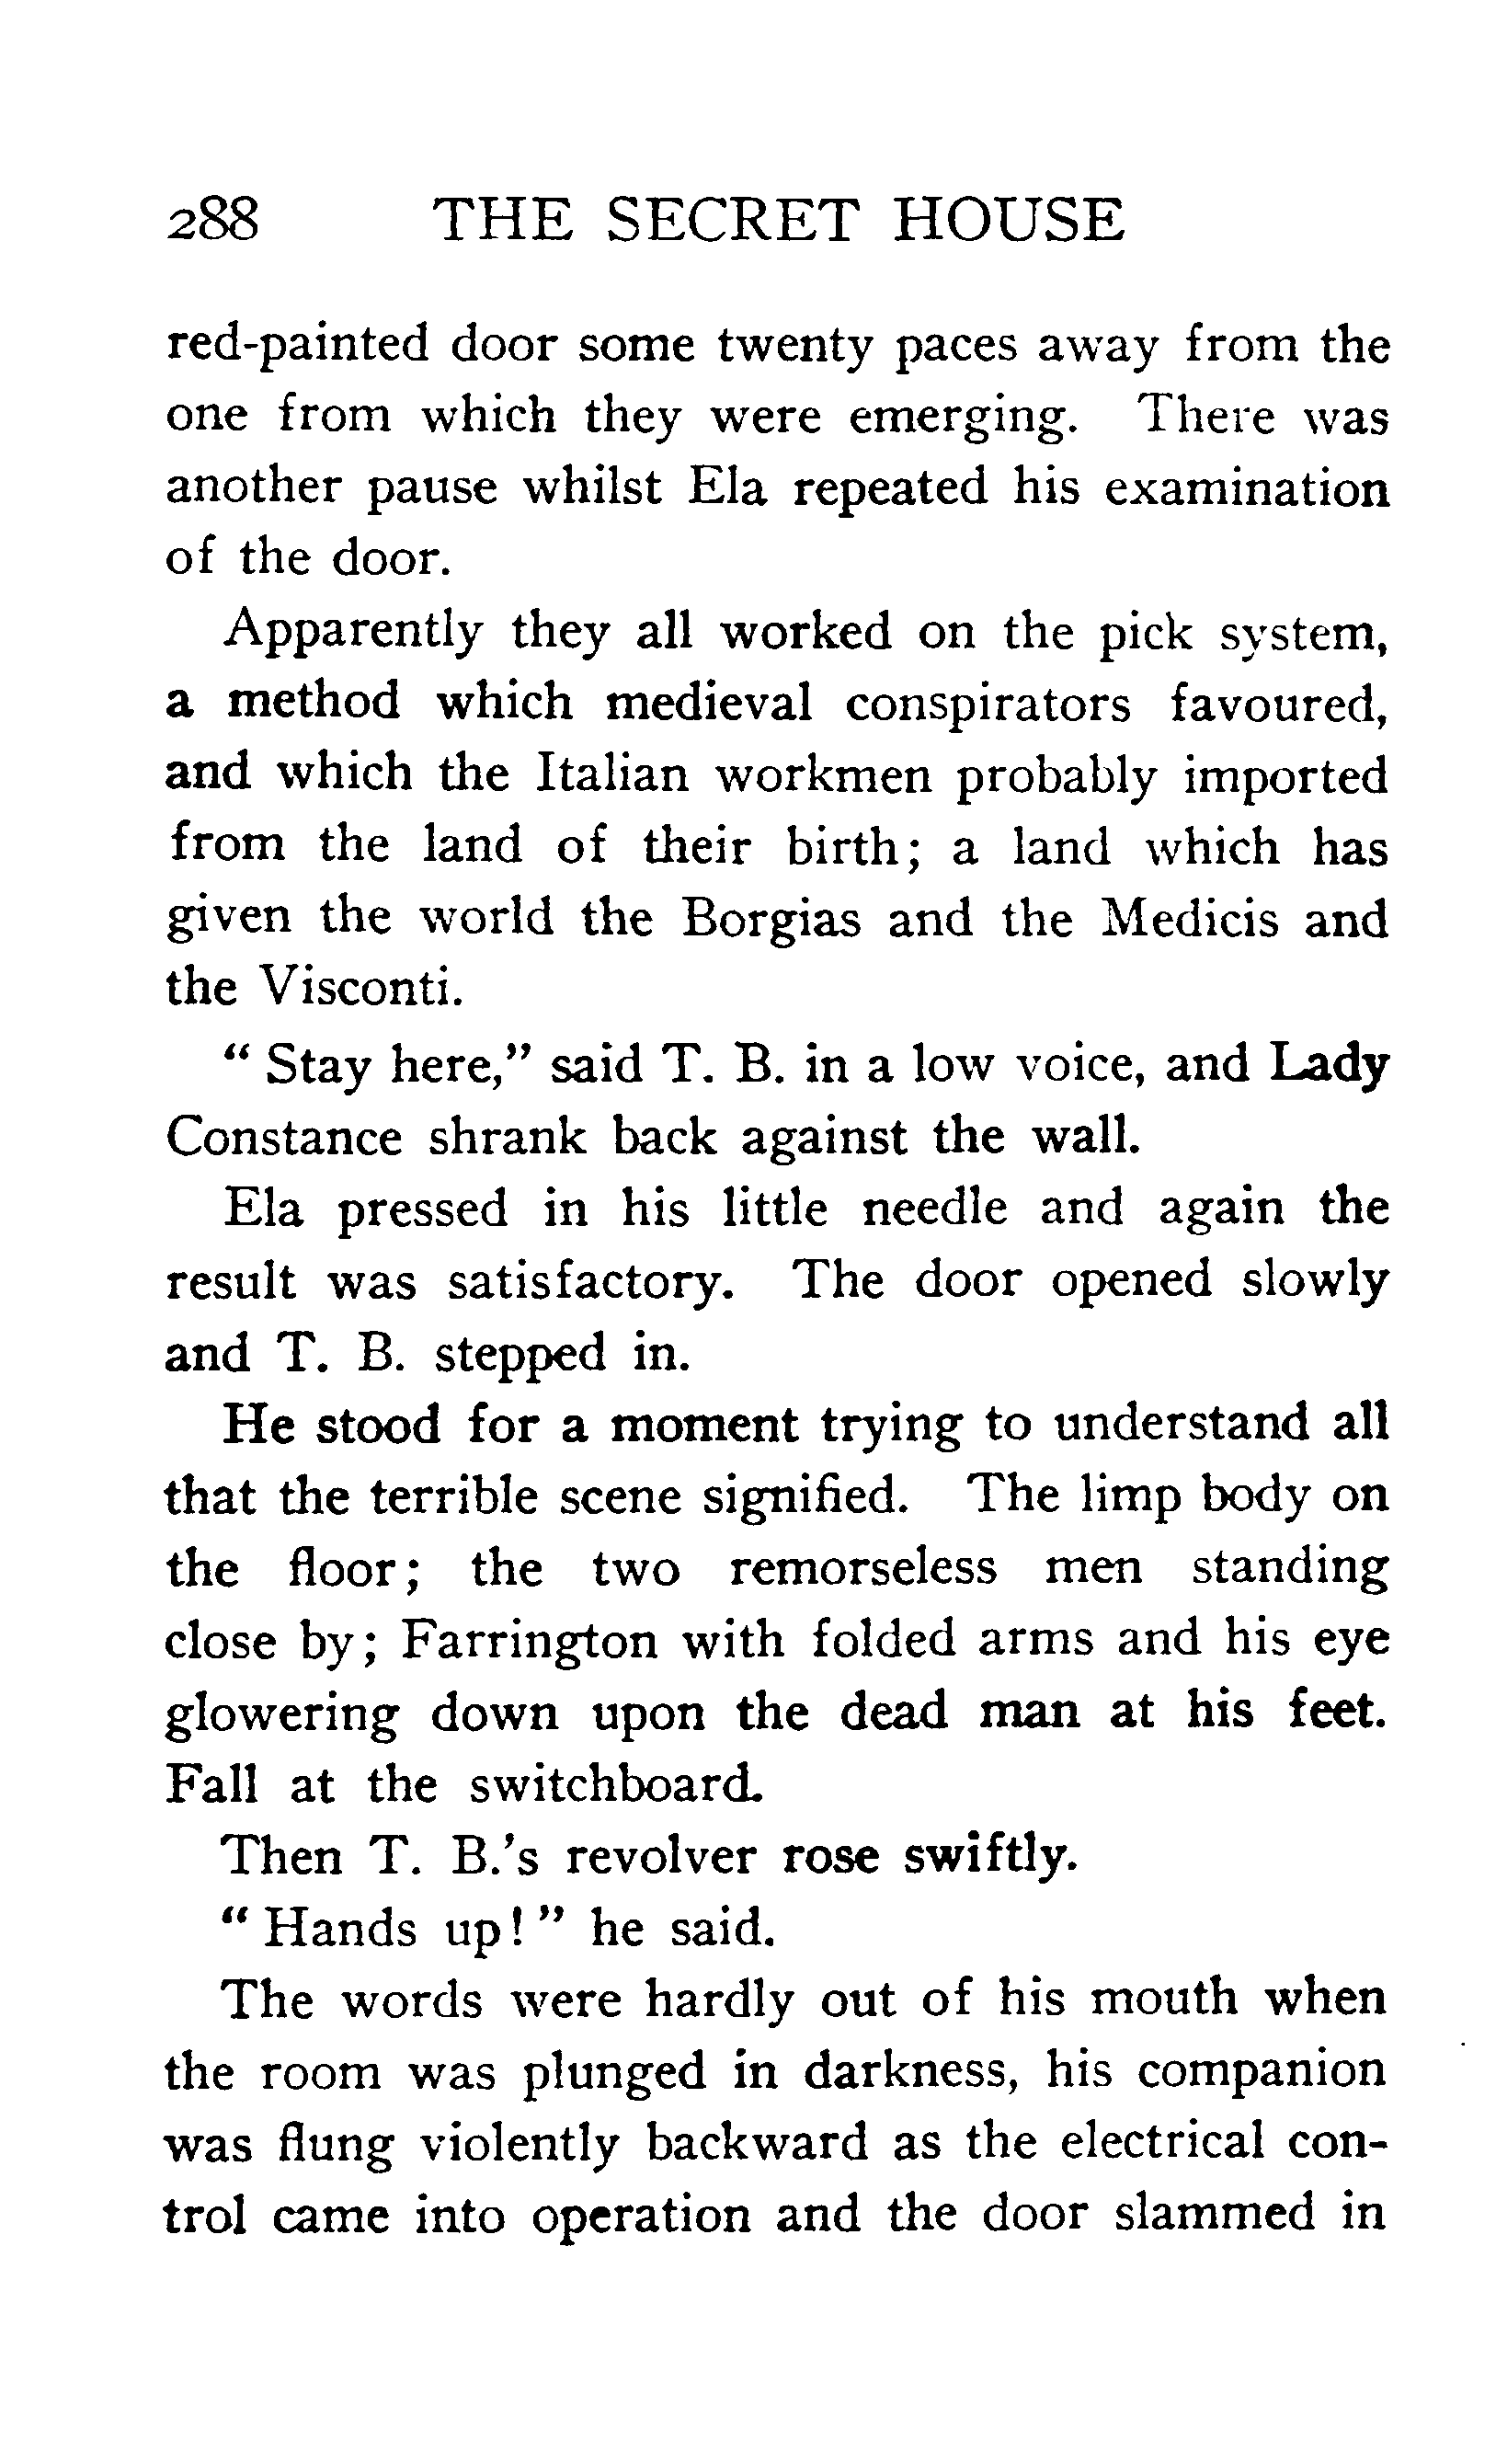 288 THE SECRET HOUSE
red-painted door some twenty paces away from the
one from which they were emerging. There was
another pause whilst Ela repeated his examination
of the door.
Apparently they all worked on the pick system,
a method which medieval conspirators favoured,
and which the Italian workmen probably imported
from the land of their birth; a land which has
given the world the Borgias and the Medicis and
the Visconti.
“ Stay here,” said T. B. in a low voice, and Lady
Constance shrank back against the wall.
Ela pressed in his little needle and again the
result was satisfactory. The door opened slowly
and T. B. stepped in.
He stood for a moment trying to understand all
that the terrible scene signified. The limp body on
the floor; the two remorseless men standing
close by; Farrington with folded arms and his eye
glowering down upon the dead man at his feet.
Fall at the switchboard.
Then T. B.’s revolver rose swiftly.
“ Hands up! ” he said.
The words were hardly out of his mouth when
the room was plunged in darkness, his companion
was flung violently backward as the electrical con-
trol came into operation and the door slammed in